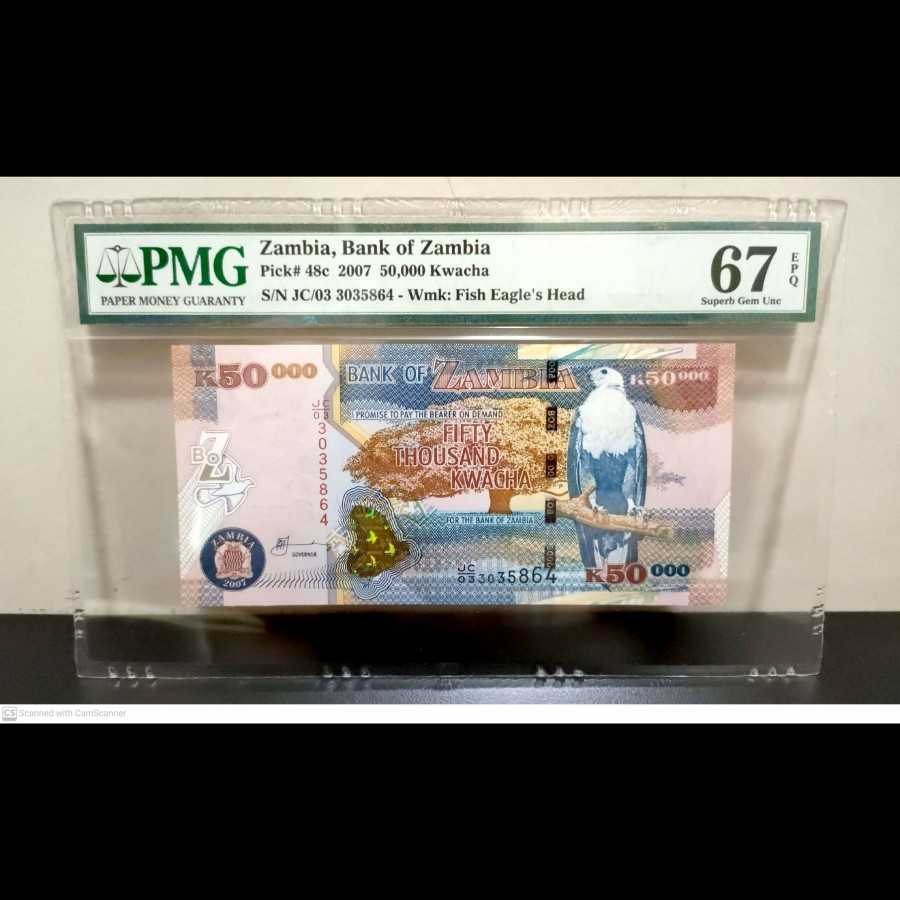 PMG
PAPER MONEY GUARANTY
Zambia, Bank of Zambia
Pick# 48c 2007 50,000 Kwacha
S/N JC/03 3035864 - Wmk: Fish Eagle's Head
67
EPQ
Superb Gem Unc
K50 000
BANK OF ZAMBIA
K50 000
I PROMISE TO PAY THE BEARER ON DEMAND
FIFTY
THOUSAND
KWACHA
JC/03 3035864
BoZ
FOR THE BANK OF ZAMBIA
GOVERNOR
ZAMBIA
2007
JC/03 3035864
K50 000
CS Scanned with CamScanner